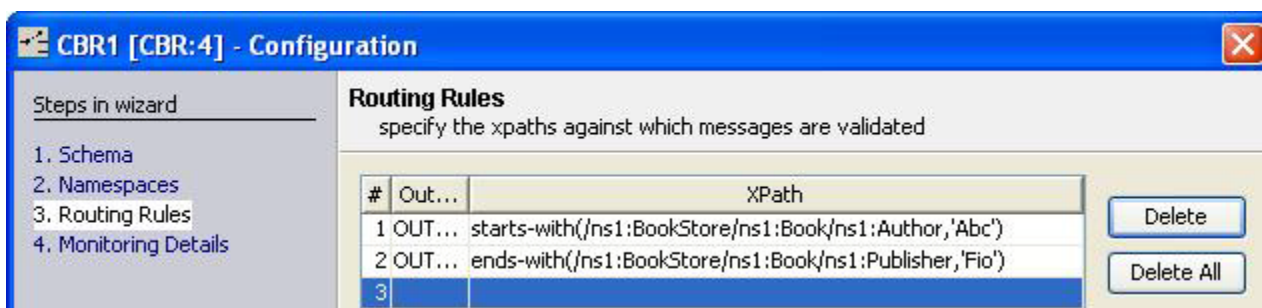 CBR1 [CBR:4] - Configuration
Steps in wizard
1. Schema
2. Namespaces
3. Routing Rules
4. Monitoring Details
Routing Rules
specify the xpaths against which messages are validated
# Out... XPath
1 OUT... starts-with(/ns1:BookStore/ns1:Book/ns1:Author,'Abc')
2 OUT... ends-with(/ns1:BookStore/ns1:Book/ns1:Publisher,'Fio')
3
Delete
Delete All